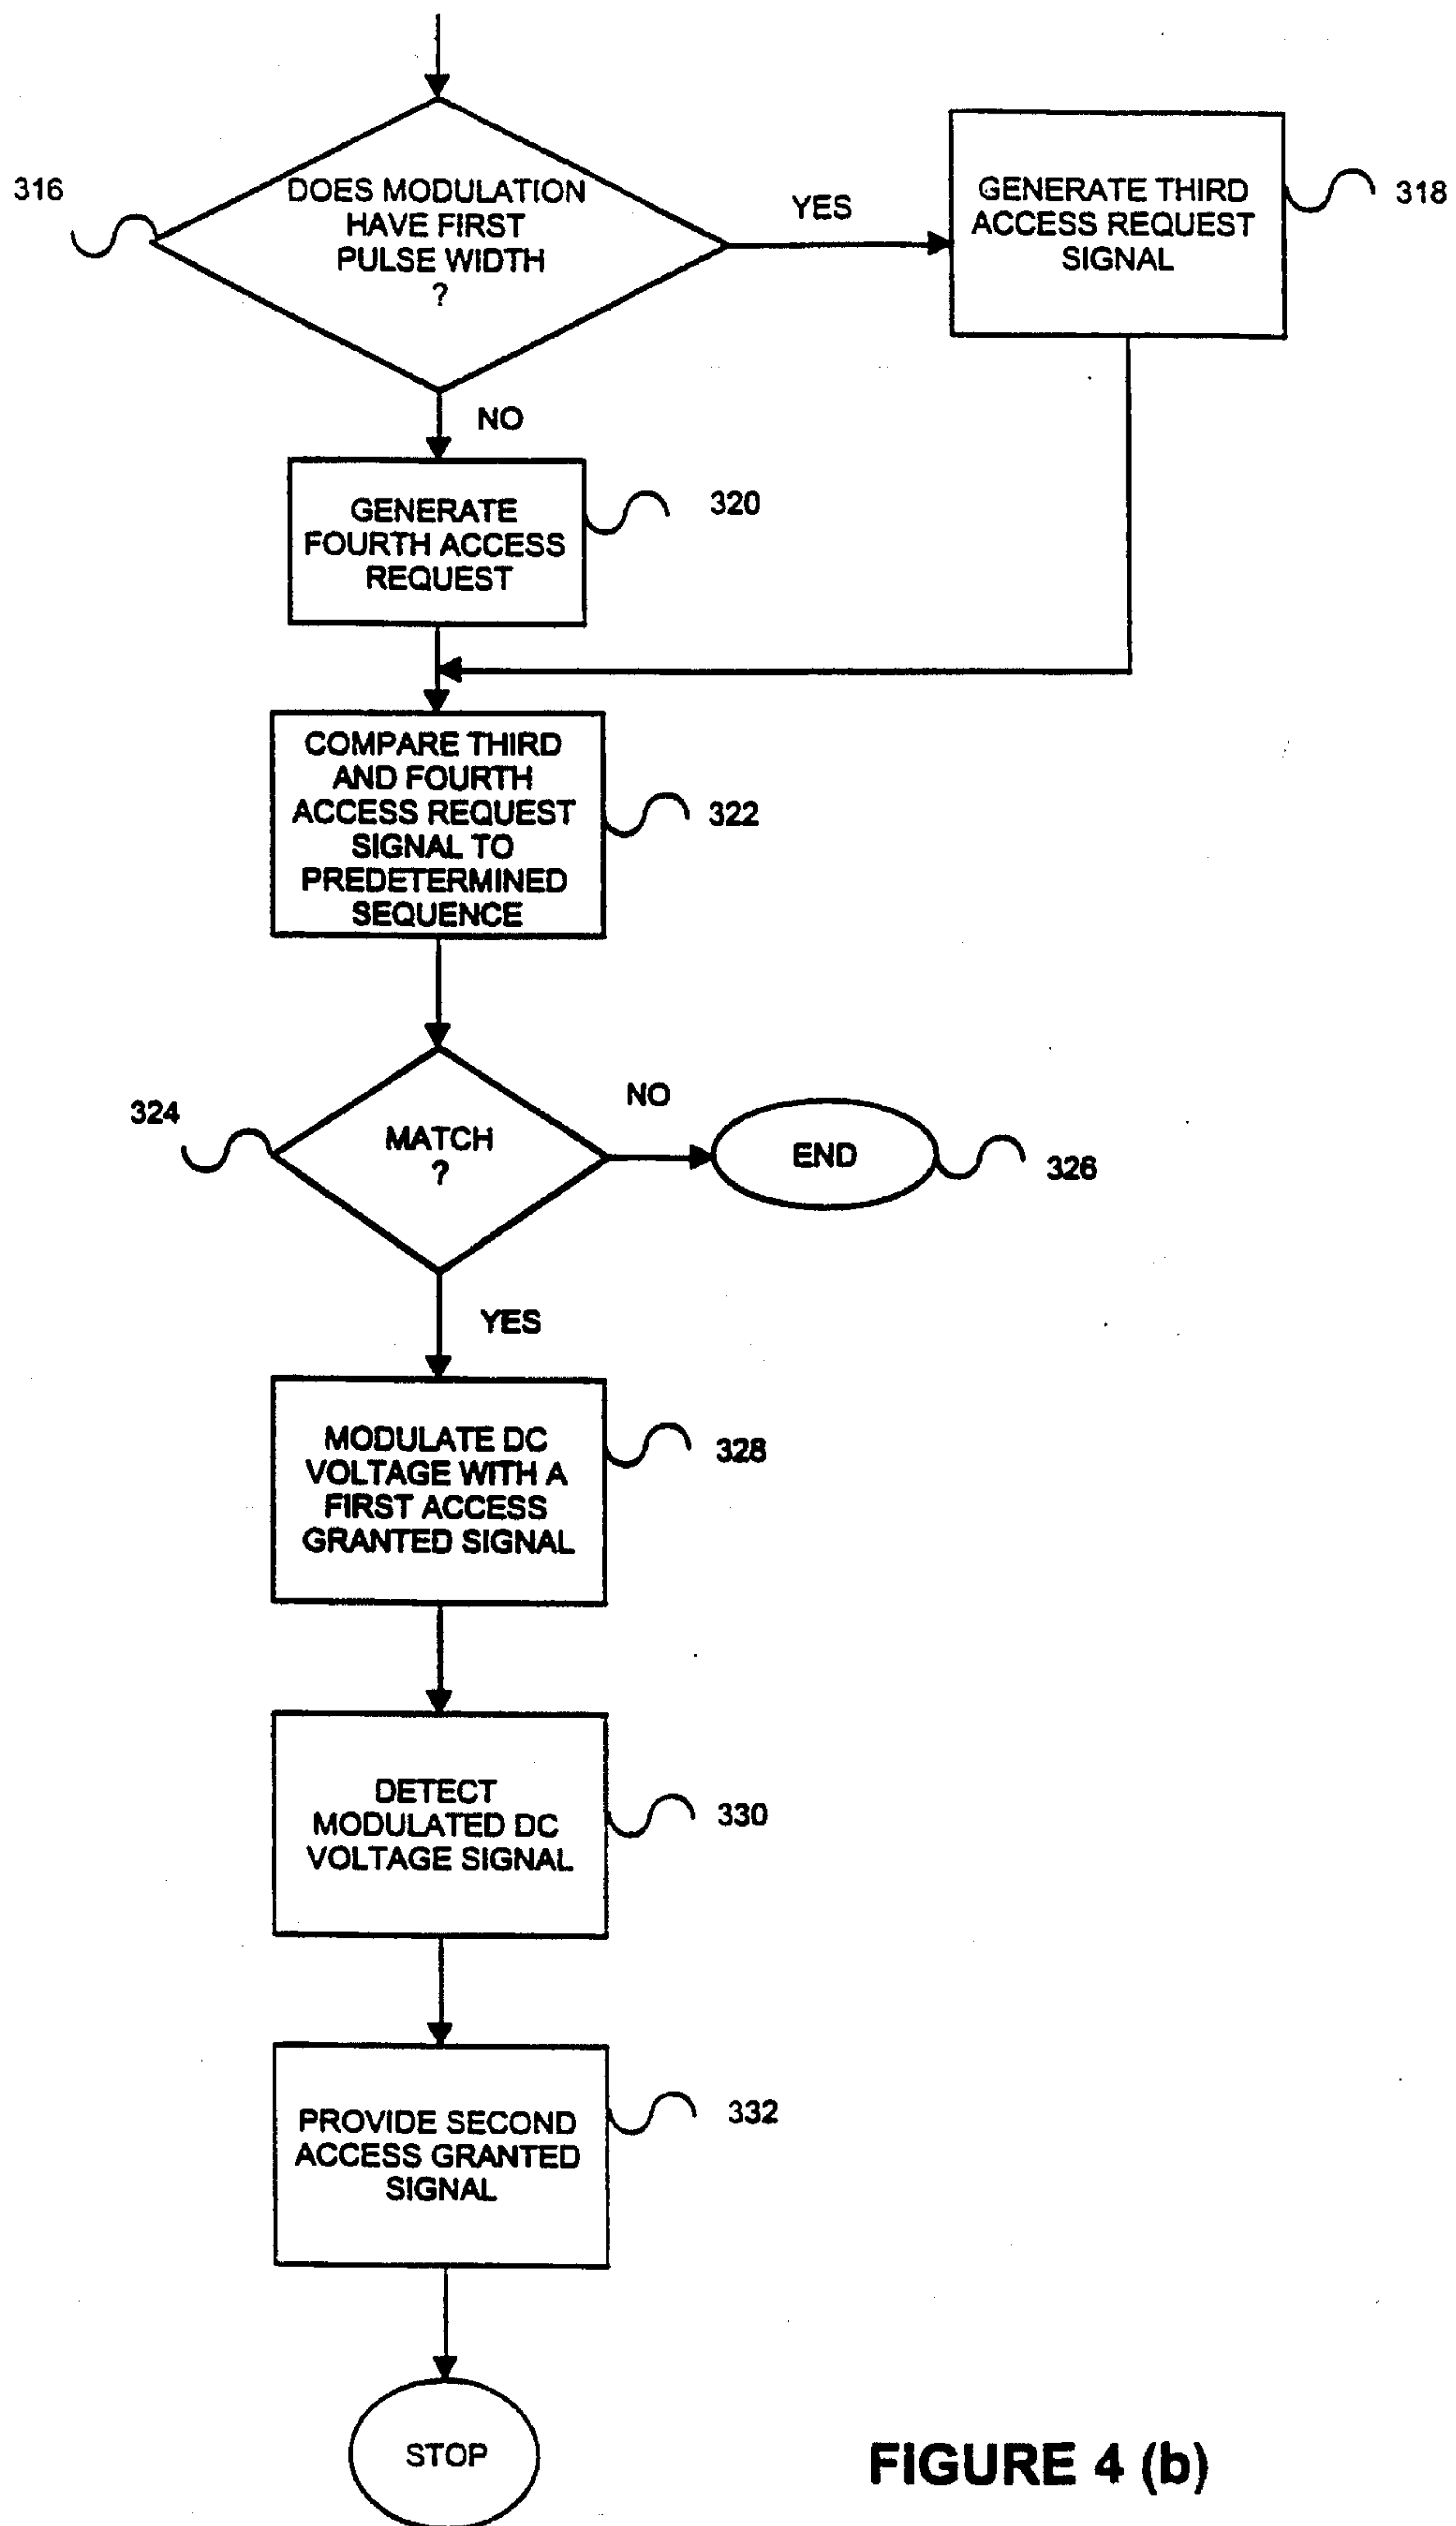 316
DOES MODULATION
HAVE FIRST
PULSE WIDTH
?
YES
GENERATE THIRD
ACCESS REQUEST
SIGNAL
318
NO
GENERATE
FOURTH ACCESS
REQUEST
320
COMPARE THIRD
AND FOURTH
ACCESS REQUEST
SIGNAL TO
PREDETERMINED
SEQUENCE
322
324
MATCH
?
NO
END
326
YES
MODULATE DC
VOLTAGE WITH A
FIRST ACCESS
GRANTED SIGNAL
328
DETECT
MODULATED DC
VOLTAGE SIGNAL
330
PROVIDE SECOND
ACCESS GRANTED
SIGNAL
332
STOP
FIGURE 4 (b)